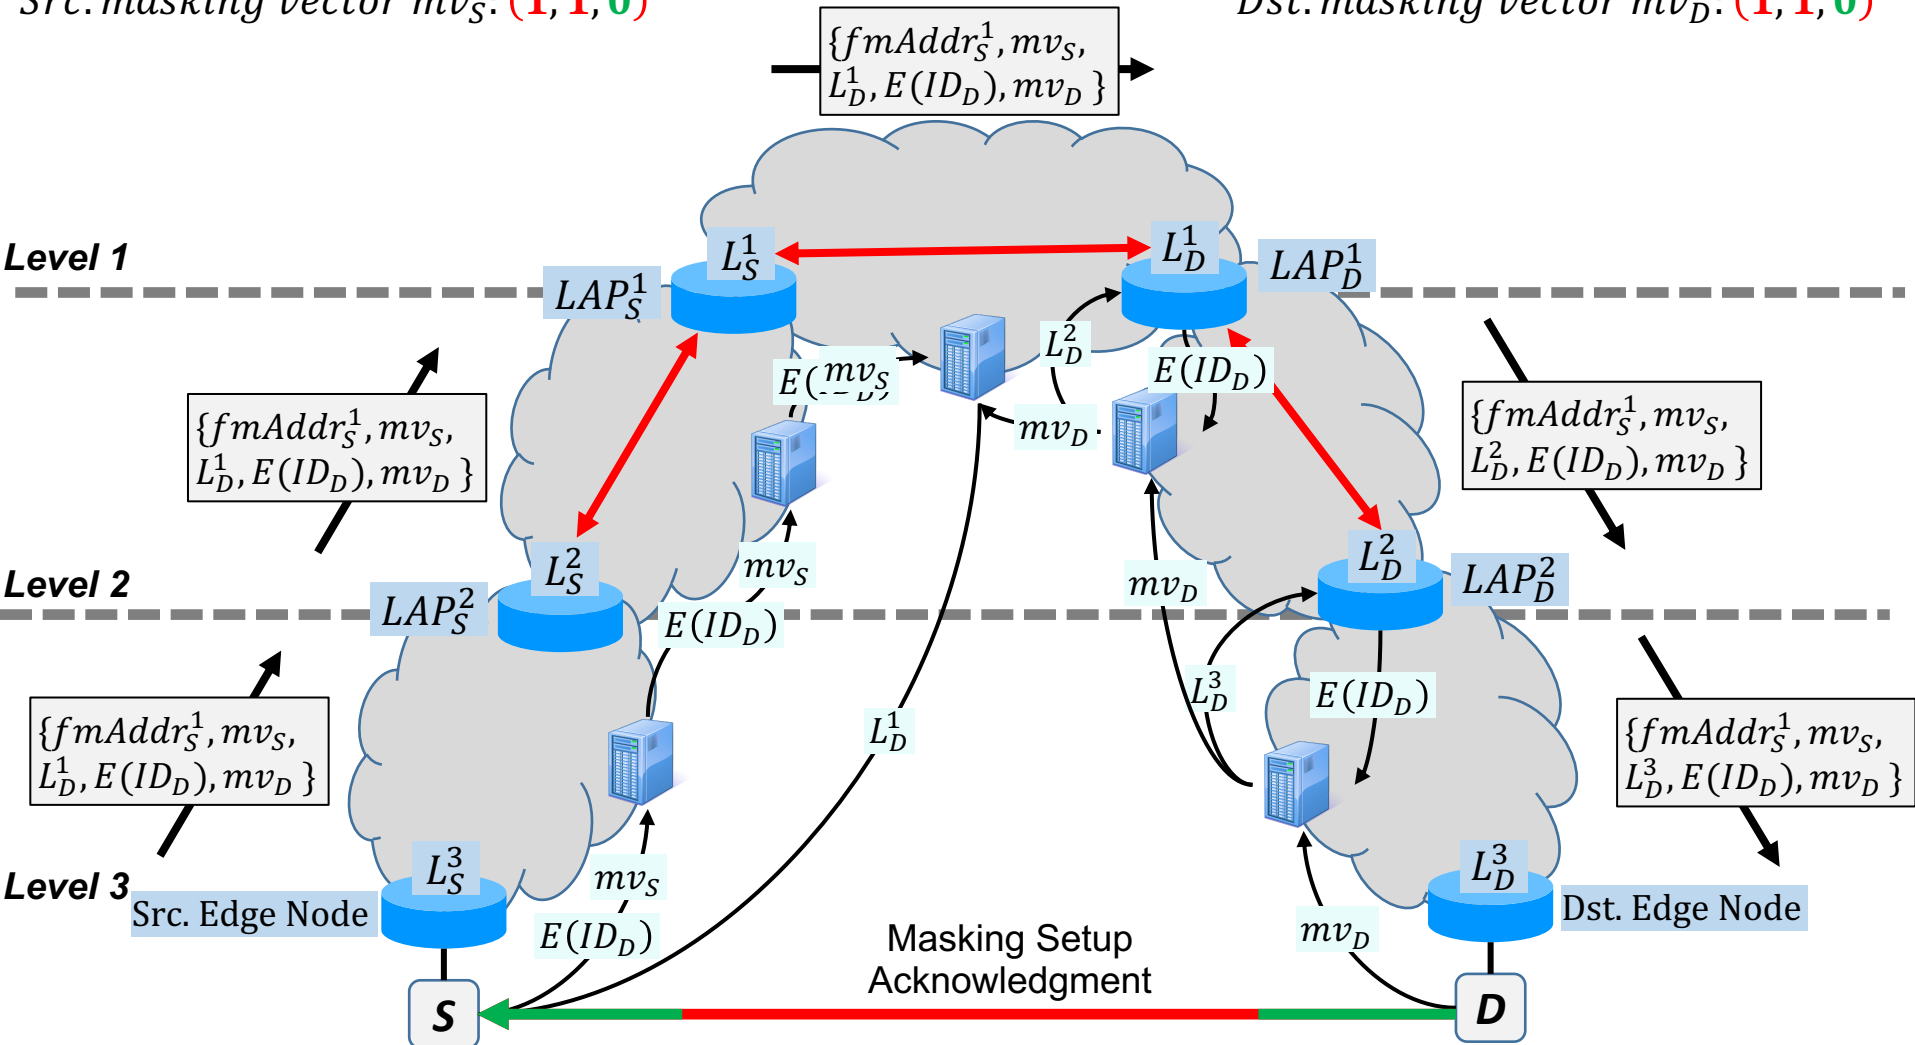 Src. masking vector mv_S: (1, 1, 0)
Dst. masking vector mv_D: (1, 1, 0)
{fmAddr_S^1, mv_S,
L_D^1, E(ID_D), mv_D }
Level 1
L_S^1
L_D^1
LAP_S^1
LAP_D^1
L_D^2
E(ID_D)
mv_S
E(ID_D)
mv_D
{fmAddr_S^1, mv_S,
L_D^1, E(ID_D), mv_D }
{fmAddr_S^1, mv_S,
L_D^2, E(ID_D), mv_D }
Level 2
L_S^2
L_D^2
LAP_S^2
LAP_D^2
mv_S
mv_D
E(ID_D)
L_D^3
E(ID_D)
L_D^1
{fmAddr_S^1, mv_S,
L_D^1, E(ID_D), mv_D }
{fmAddr_S^1, mv_S,
L_D^3, E(ID_D), mv_D }
Level 3
L_S^3
L_D^3
Src. Edge Node
Dst. Edge Node
mv_S
E(ID_D)
mv_D
Masking Setup
Acknowledgment
S
D